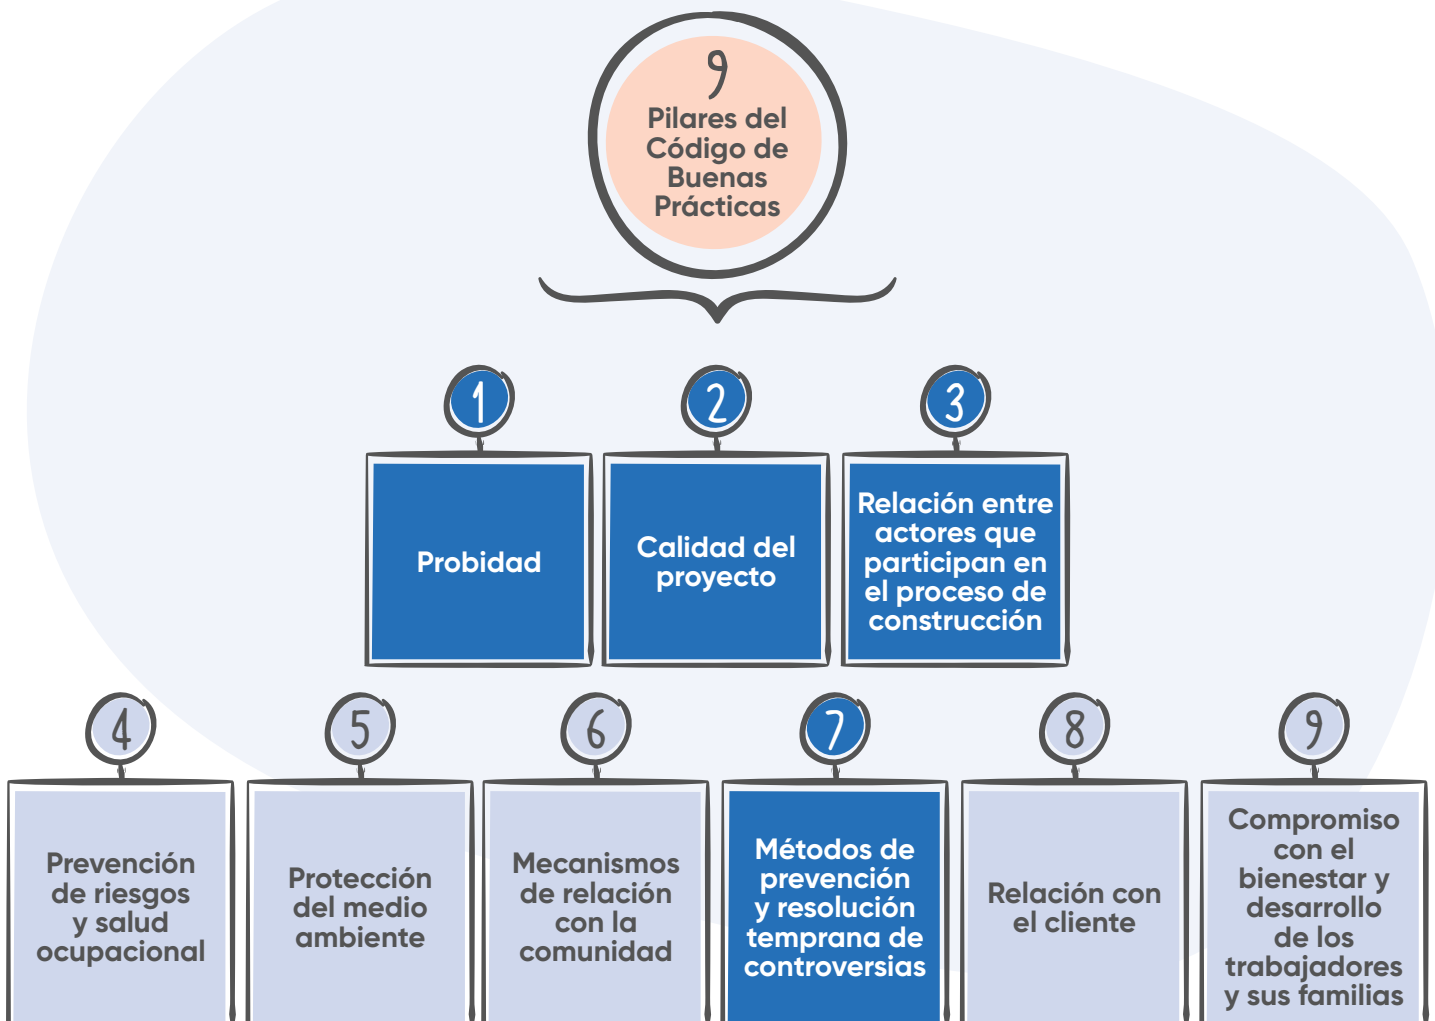 9
Pilares del
Código de
Buenas
Prácticas
1
Probidad
2
Calidad del
proyecto
3
Relación entre
actores que
participan en
el proceso de
construcción
4
Prevención
de riesgos
y salud
ocupacional
5
Protección
del medio
ambiente
6
Mecanismos
de relación
con la
comunidad
7
Métodos de
prevención
y resolución
temprana de
controversias
8
Relación con
el cliente
9
Compromiso
con el
bienestar y
desarrollo
de los
trabajadores
y sus familias